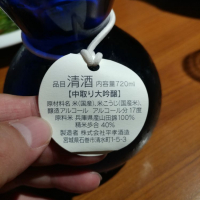 品目 清酒 内容量720ml
【中取り大吟醸】
原材料名 米(国産)、米こうじ(国産米)、
醸造アルコール アルコール分 17度
原料米 兵庫県産山田錦100%
精米歩合 40%
製造者 株式会社平孝酒造
宮城県石巻市清水町1-5-3